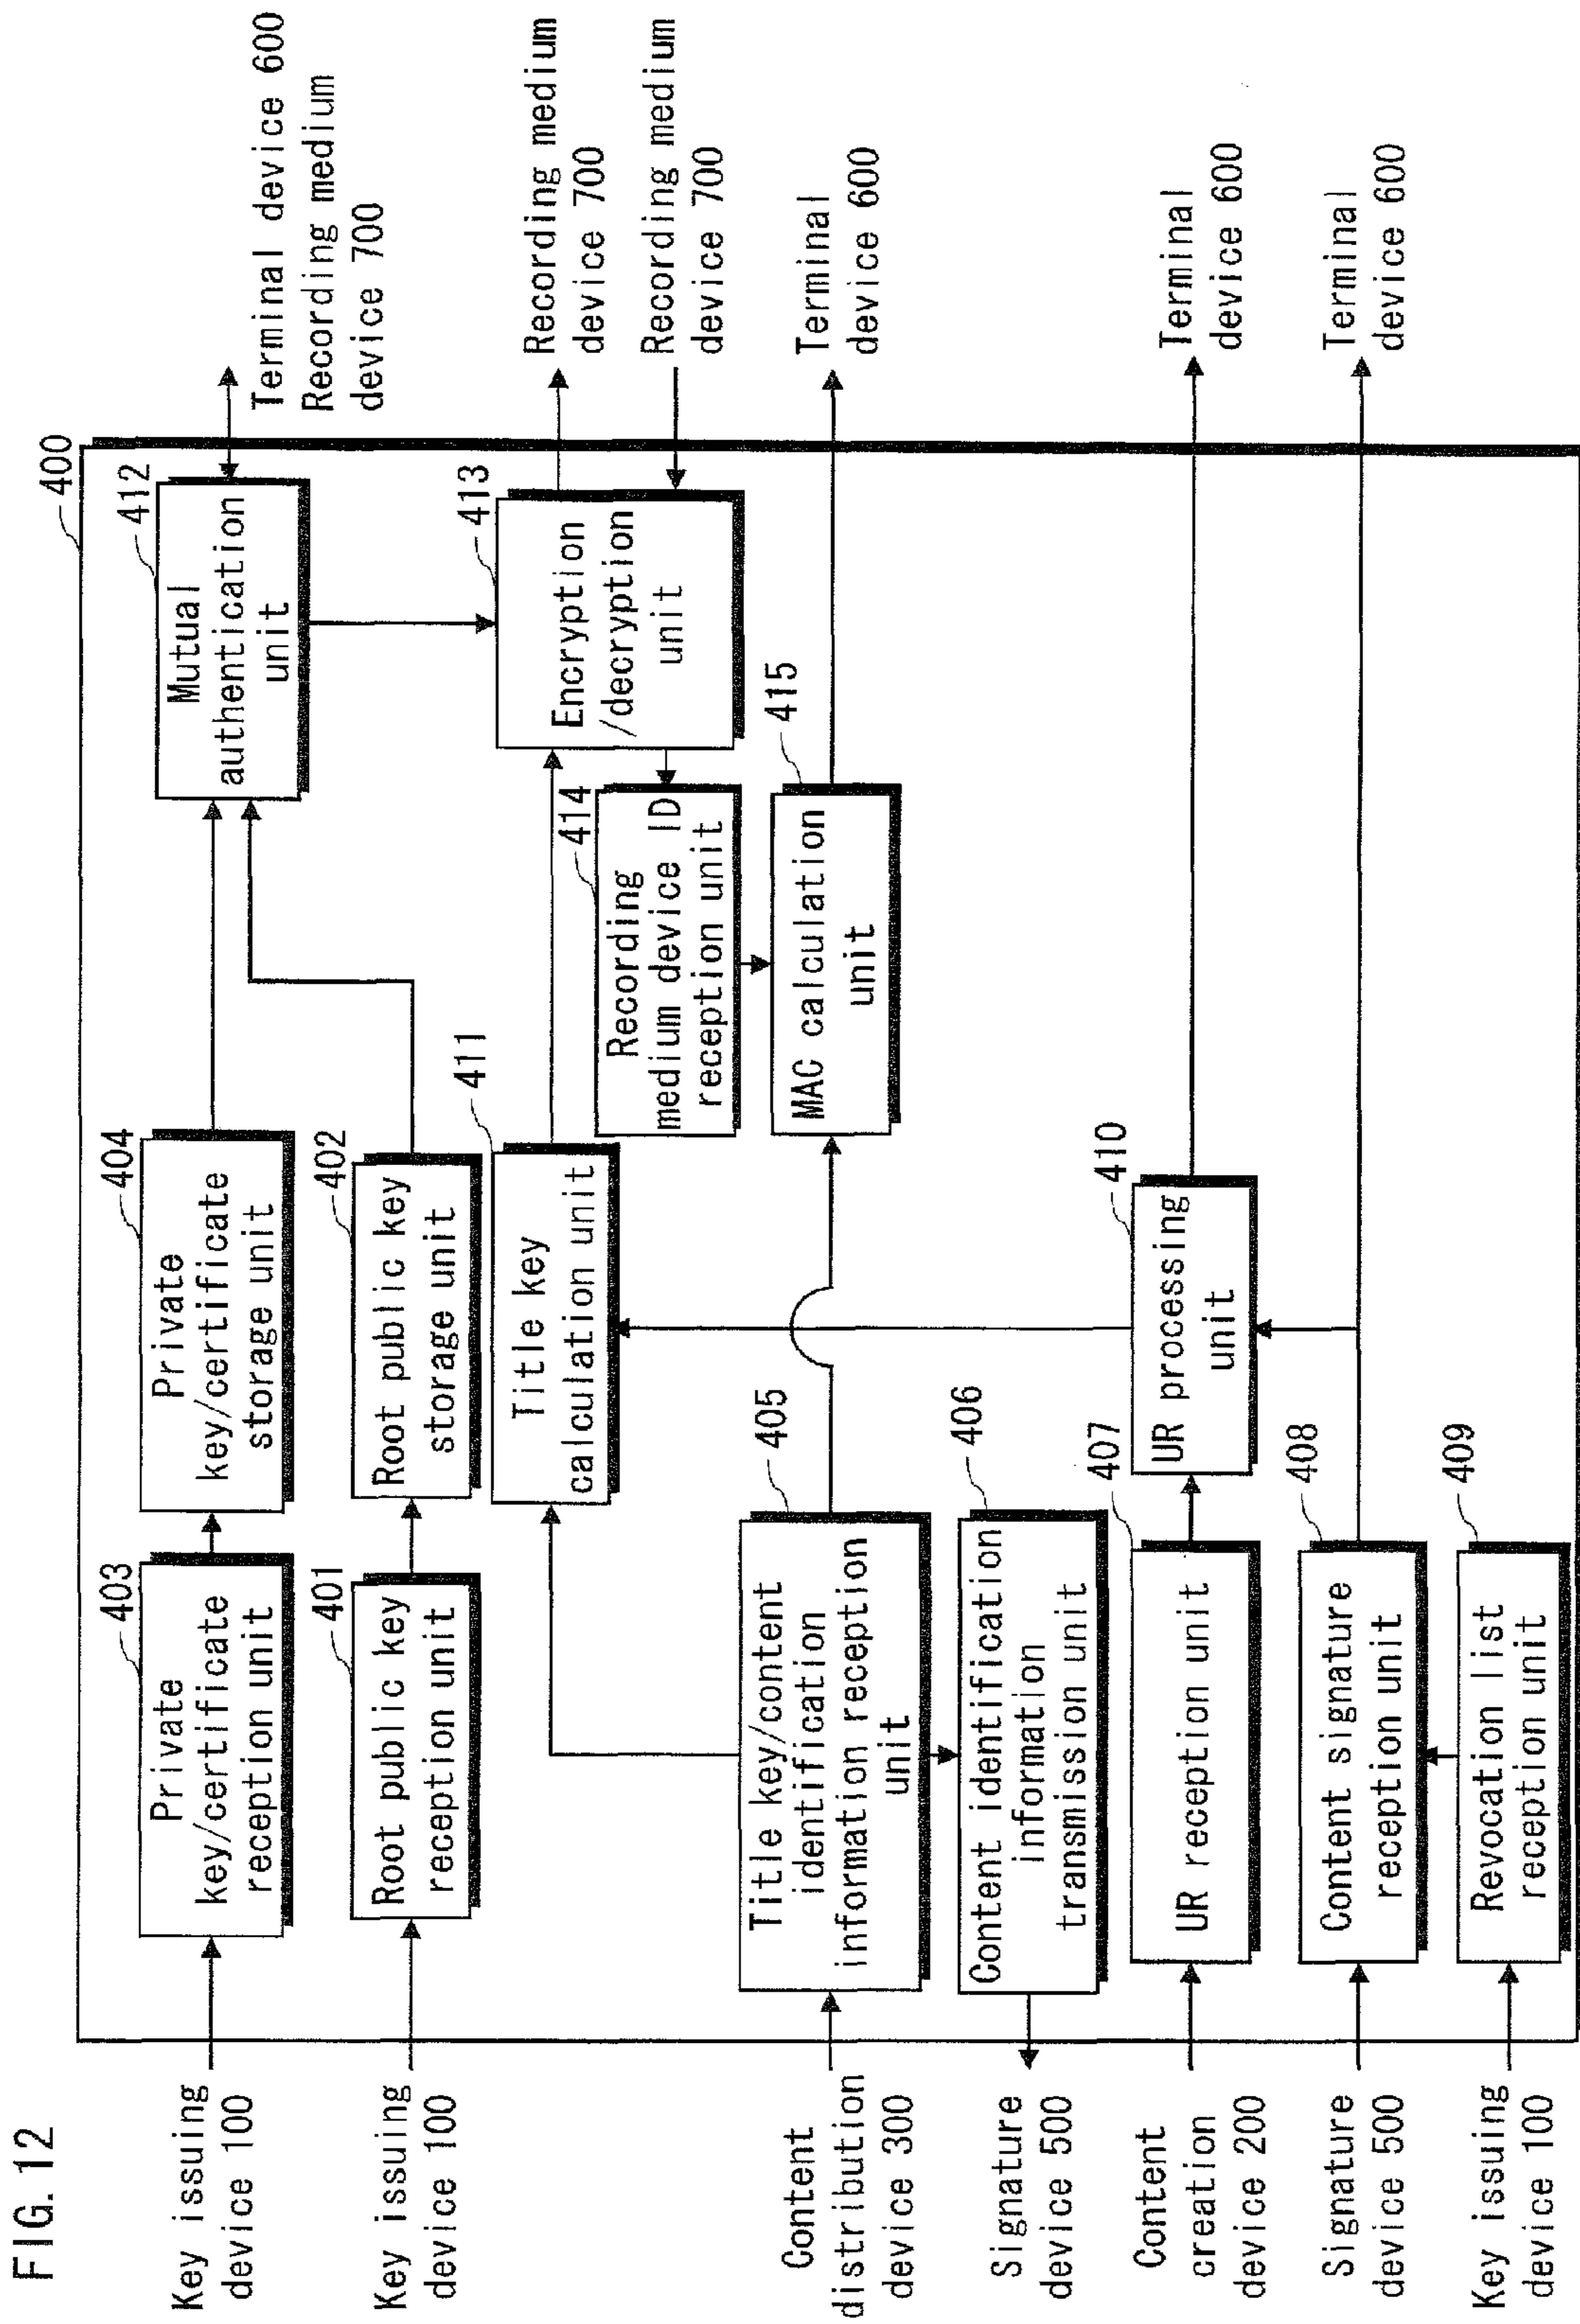 FIG. 12
400
Key issuing
device 100
403
Private
key/certificate
reception unit
404
Private
key/certificate
storage unit
412
Mutual
authentication
unit
Terminal device 600
Recording medium
device 700
Key issuing
device 100
401
Root public key
reception unit
402
Root public key
storage unit
411
Title key
calculation unit
413
Encryption
/decryption
unit
Recording medium
device 700
Recording medium
device 700
414
Recording
medium device ID
reception unit
Content
distribution
device 300
405
Title key/content
identification
information reception
unit
415
MAC calculation
unit
Terminal
device 600
Signature
device 500
406
Content identification
information
transmission unit
Content
creation
device 200
407
UR reception unit
410
UR processing
unit
Terminal
device 600
Signature
device 500
408
Content signature
reception unit
Terminal
device 600
Key issuing
device 100
409
Revocation list
reception unit